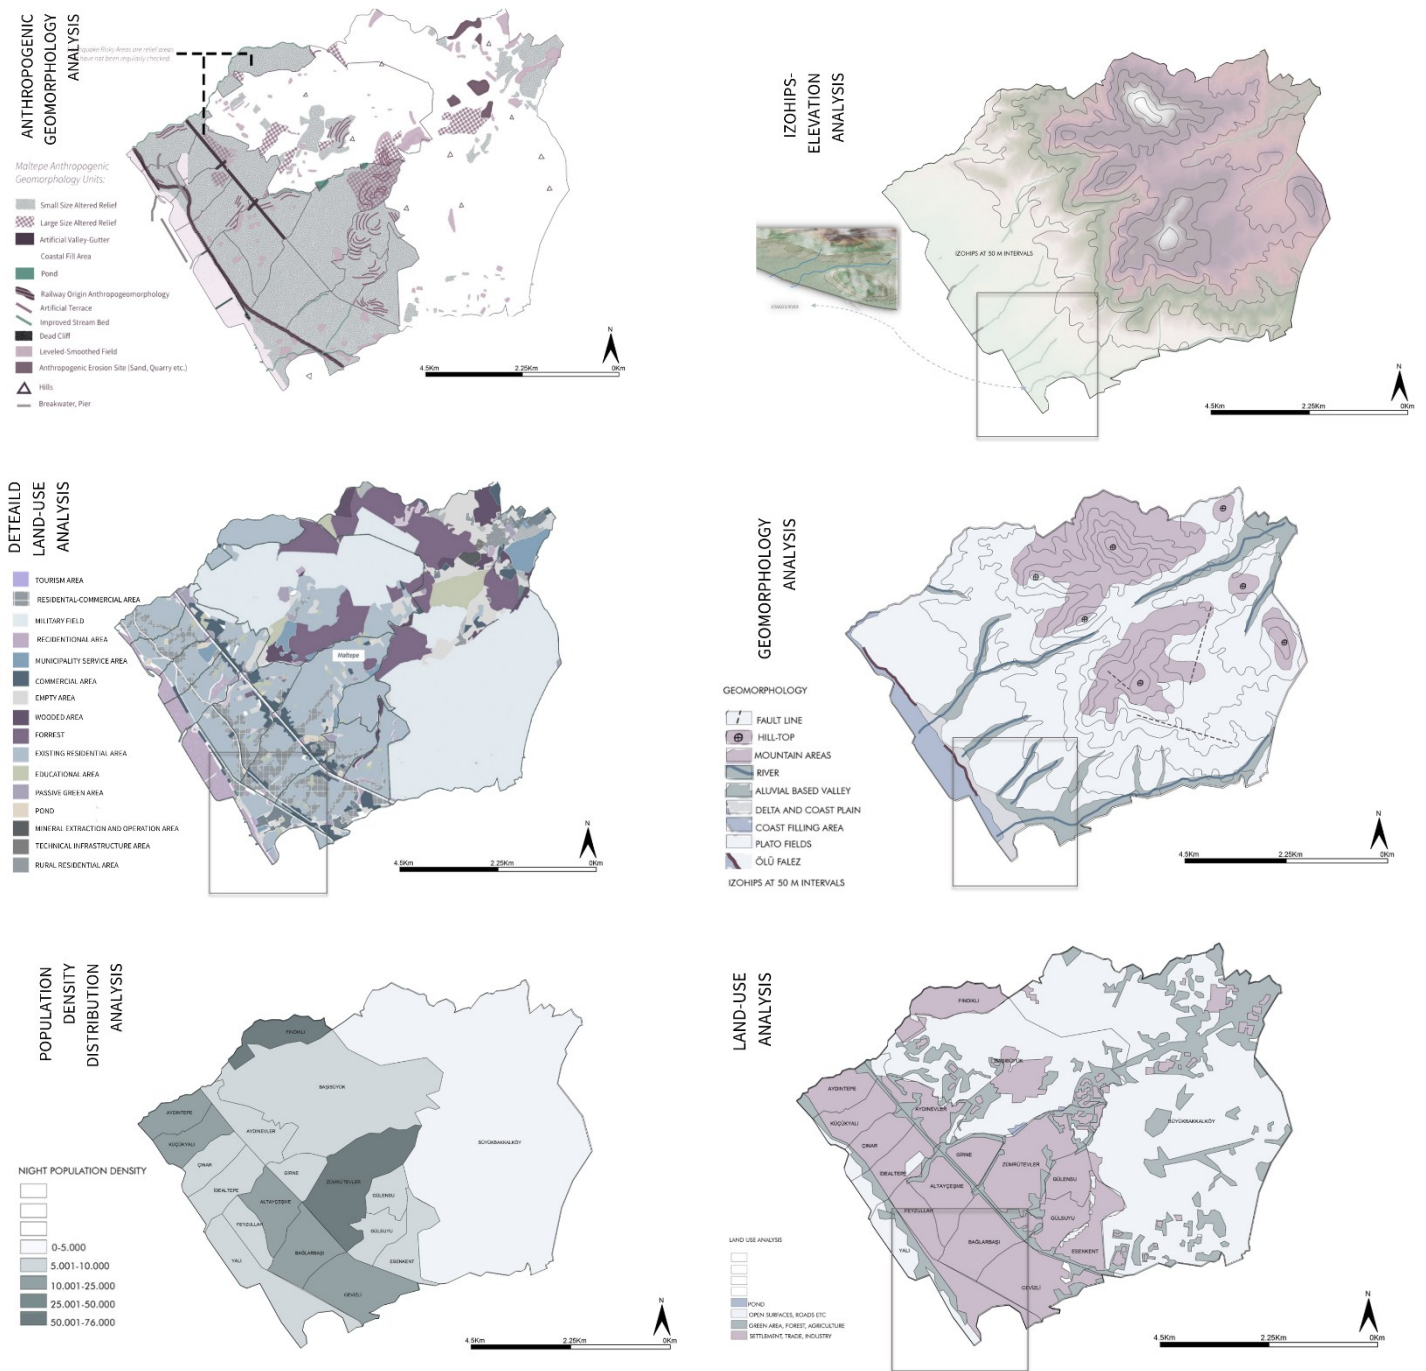 ANTHROPOGENIC
GEOMORPHOLOGY
ANALYSIS
quake Risky Areas are relief areas
have not been regularly checked.
Maltepe Anthropogenic
Geomorphology Units:
Small Size Altered Relief
Large Size Altered Relief
Artificial Valley-Gutter
Coastal Fill Area
Pond
Railway Origin Anthropogeomorphology
Artificial Terrace
Improved Stream Bed
Dead Cliff
Leveled-Smoothed Field
Anthropogenic Erosion Site (Sand, Quarry etc.)
Hills
Breakwater, Pier
N
4.5Km 2.25Km 0Km
IZOHIPS-
ELEVATION
ANALYSIS
IZOHIPS AT 50 M INTERVALS
N
4.5Km 2.25Km 0Km
DETEAILD
LAND-USE
ANALYSIS
TOURISM AREA
RESIDENTAL-COMMERCIAL AREA
MILITARY FIELD
RECIDENTIONAL AREA
MUNICIPALITY SERVICE AREA
COMMERCIAL AREA
EMPTY AREA
WOODED AREA
FORREST
EXISTING RESIDENTIAL AREA
EDUCATIONAL AREA
PASSIVE GREEN AREA
POND
MINERAL EXTRACTION AND OPERATION AREA
TECHNICAL INFRASTRUCTURE AREA
RURAL RESIDENTIAL AREA
Maltepe
N
4.5Km 2.25Km 0Km
GEOMORPHOLOGY
ANALYSIS
GEOMORPHOLOGY
FAULT LINE
HILL-TOP
MOUNTAIN AREAS
RIVER
ALUVIAL BASED VALLEY
DELTA AND COAST PLAIN
COAST FILLING AREA
PLATO FIELDS
ÖLÜ FALEZ
IZOHIPS AT 50 M INTERVALS
N
4.5Km 2.25Km 0Km
POPULATION
DENSITY
DISTRIBUTION
ANALYSIS
NIGHT POPULATION DENSITY
0-5.000
5.001-10.000
10.001-25.000
25.001-50.000
50.001-76.000
FINDIKLI
BAŞIBÜYÜK
AYDINTEPE
AYDINEVLER
KÜÇÜKYALI
BÜYÜKBAKKALKÖY
ÇINAR
GİRNE
ZÜMRÜTEVLER
İDEALTEPE
ALTAYÇEŞME
GÜLENSU
FEYZULLAH
GÜLSUYU
BAĞLARBAŞI
YALI
ESENKENT
CEVİZLİ
N
4.5Km 2.25Km 0Km
LAND-USE
ANALYSIS
LAND USE ANALYSIS
POND
OPEN SURFACES, ROADS ETC
GREEN AREA, FOREST, AGRICULTURE
SETTLEMENT, TRADE, INDUSTRY
FINDIKLI
BAŞIBÜYÜK
AYDINTEPE
AYDINEVLER
KÜÇÜKYALI
BÜYÜKBAKKALKÖY
ÇINAR
GİRNE
ZÜMRÜTEVLER
İDEALTEPE
ALTAYÇEŞME
GÜLENSU
FEYZULLAH
GÜLSUYU
BAĞLARBAŞI
YALI
ESENKENT
CEVİZLİ
N
4.5Km 2.25Km 0Km